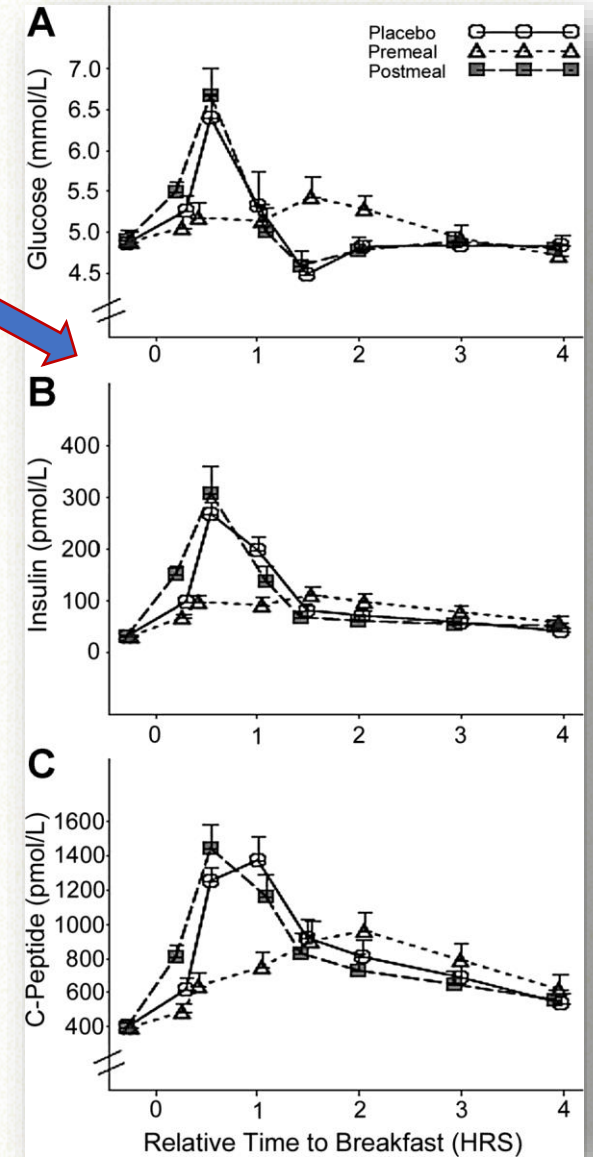 A
Placebo
Premeal
Postmeal
Glucose (mmol/L)
7.0
6.5
6.0
5.5
5.0
4.5
0 1 2 3 4
B
Insulin (pmol/L)
400
300
200
100
0
0 1 2 3 4
C
C-Peptide (pmol/L)
1600
1400
1200
1000
800
600
400
0 1 2 3 4
Relative Time to Breakfast (HRS)